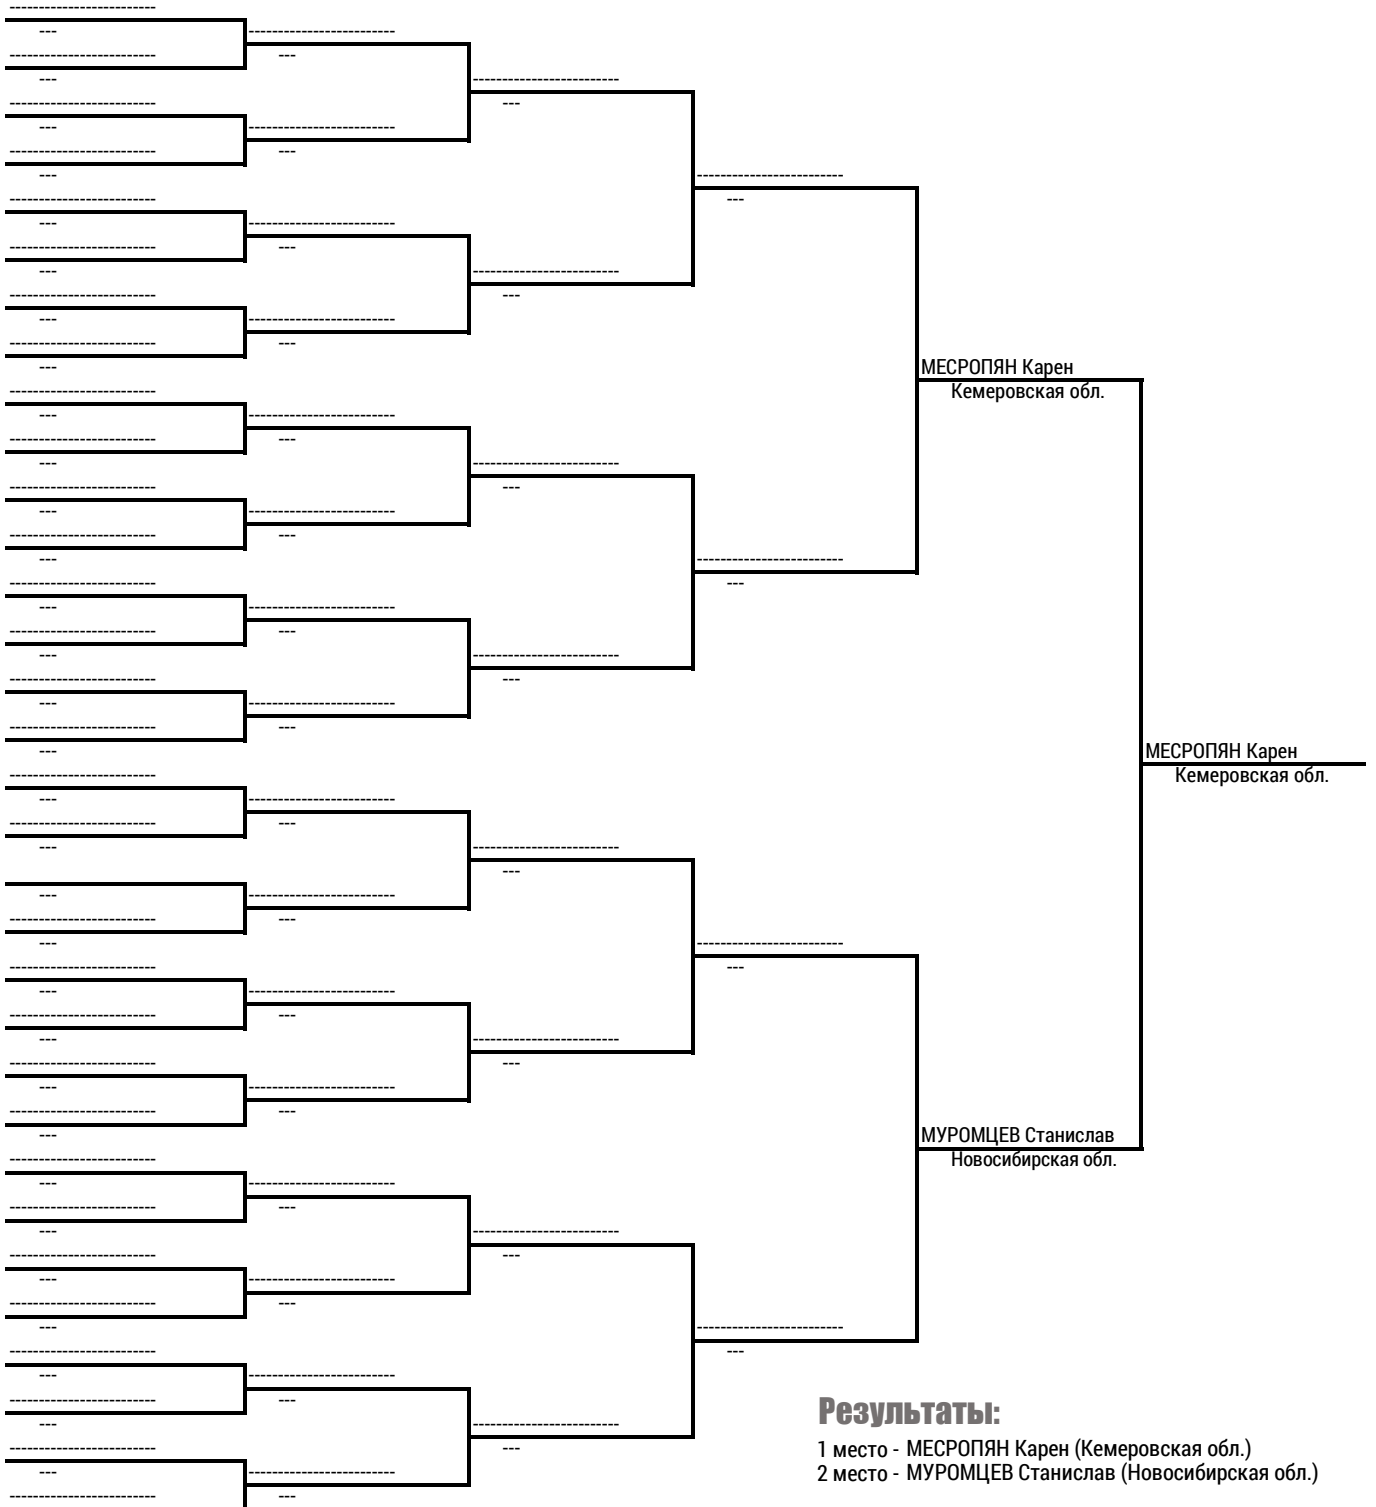 МЕСРОПЯН Карен
Кемеровская обл.
МЕСРОПЯН Карен
Кемеровская обл.
МУРОМЦЕВ Станислав
Новосибирская обл.
Результаты:
1 место - МЕСРОПЯН Карен (Кемеровская обл.)
2 место - МУРОМЦЕВ Станислав (Новосибирская обл.)